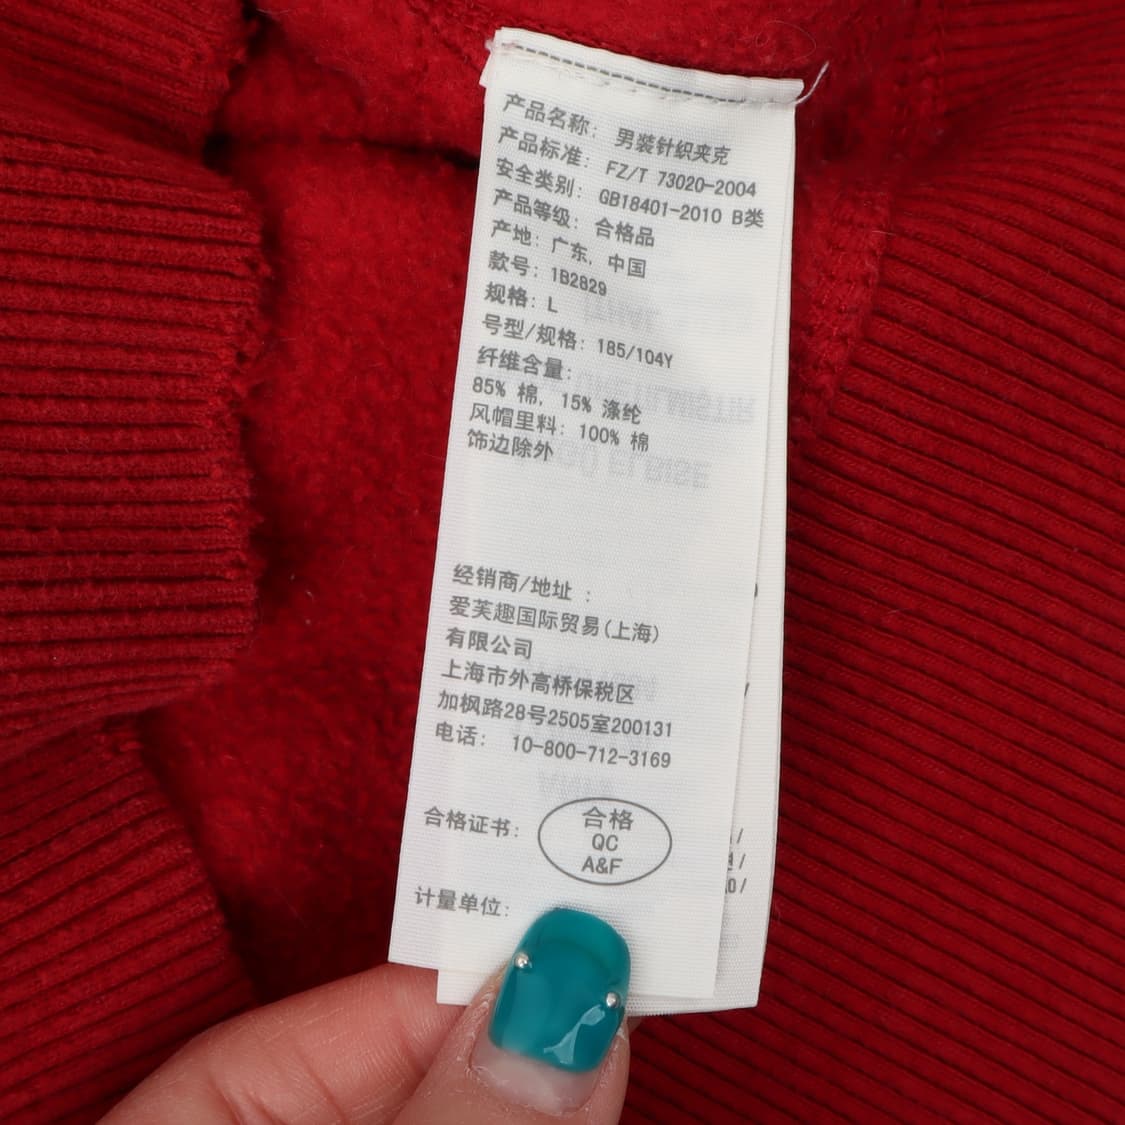 产品名称: 男装针织夹克
产品标准: FZ/T 73020-2004
安全类别: GB18401-2010 B类
产品等级: 合格品
产地: 广东, 中国
款号: 1B2829
规格: L
号型/规格: 185/104Y
纤维含量:
85% 棉, 15% 涤纶
风帽里料: 100% 棉
饰边除外
经销商/地址 :
爱芙趣国际贸易(上海)
有限公司
上海市外高桥保税区
加枫路28号2505室200131
电话: 10-800-712-3169
合格证书:
合格
QC
A&F
计量单位: